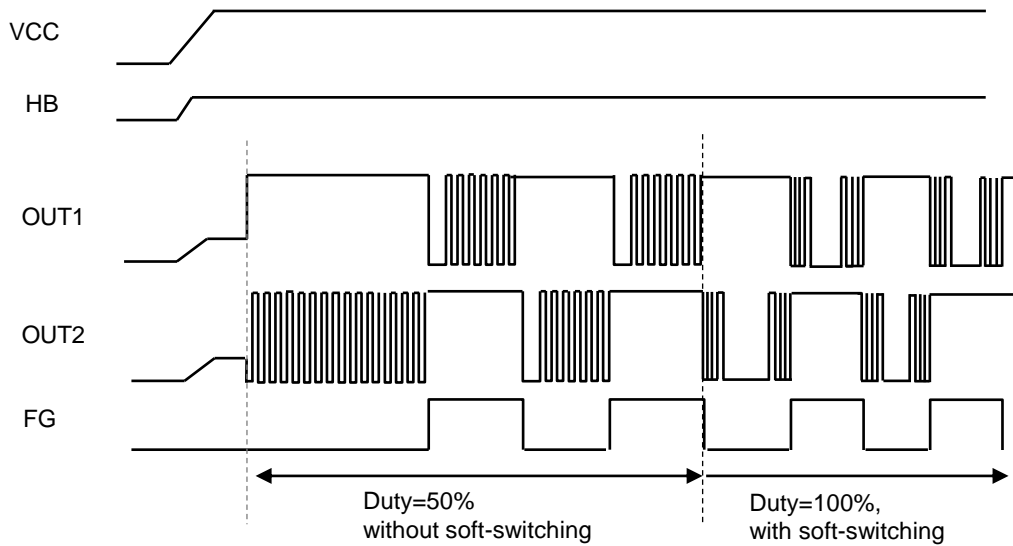 VCC
HB
OUT1
OUT2
FG
Duty=50%
without soft-switching
Duty=100%,
with soft-switching